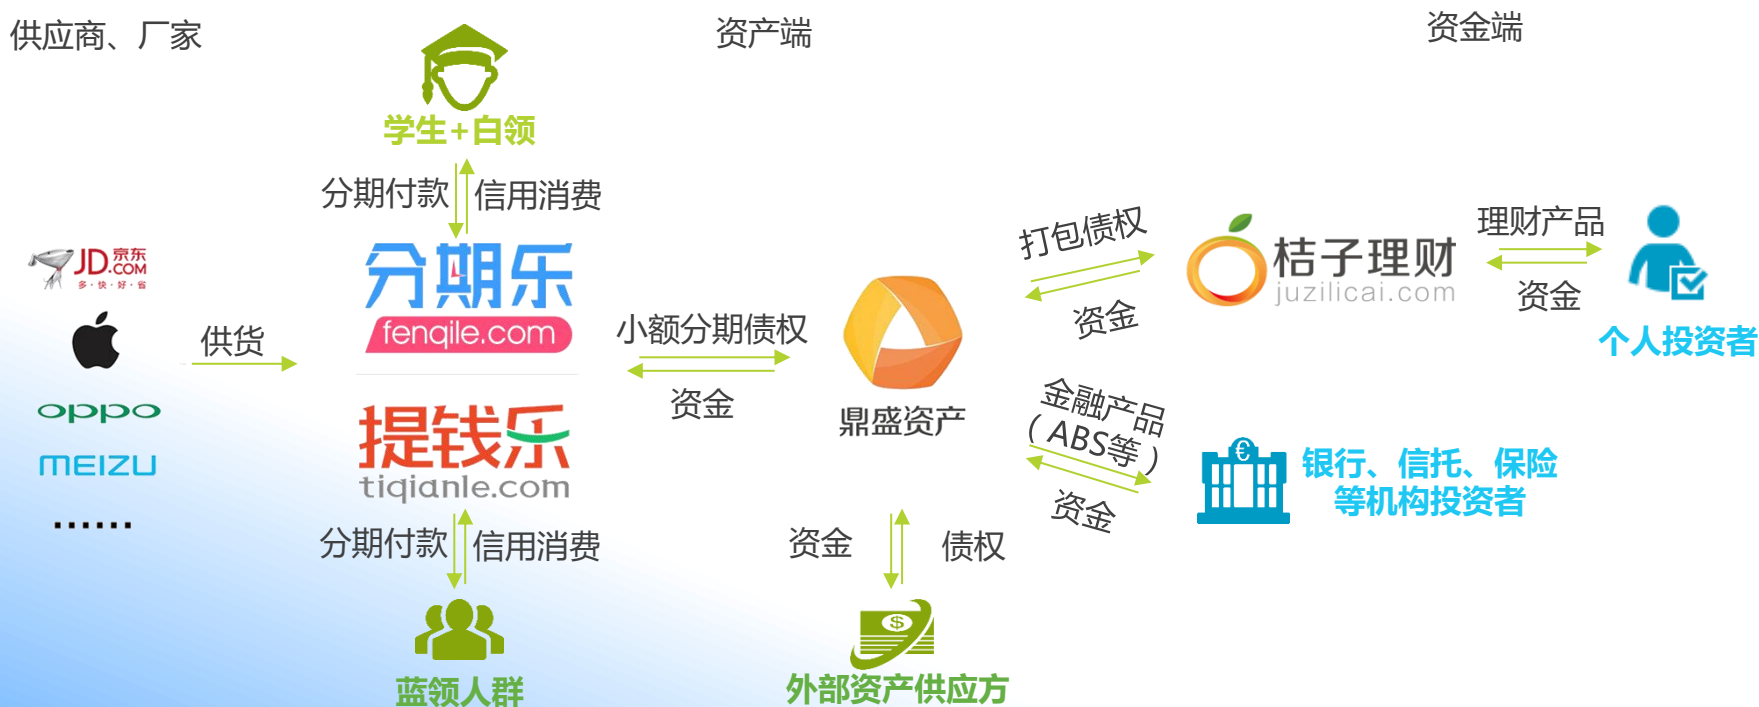 供应商、厂家
资产端
资金端
学生+白领
分期付款
信用消费
JD.COM
京东
多·快·好·省
供货
oppo
MEIZU
......
分期乐
fenqile.com
提钱乐
tiqianle.com
分期付款
信用消费
蓝领人群
小额分期债权
资金
鼎盛资产
资金
债权
外部资产供应方
打包债权
资金
桔子理财
juzilicai.com
理财产品
资金
个人投资者
金融产品
（ABS等）
资金
银行、信托、保险
等机构投资者